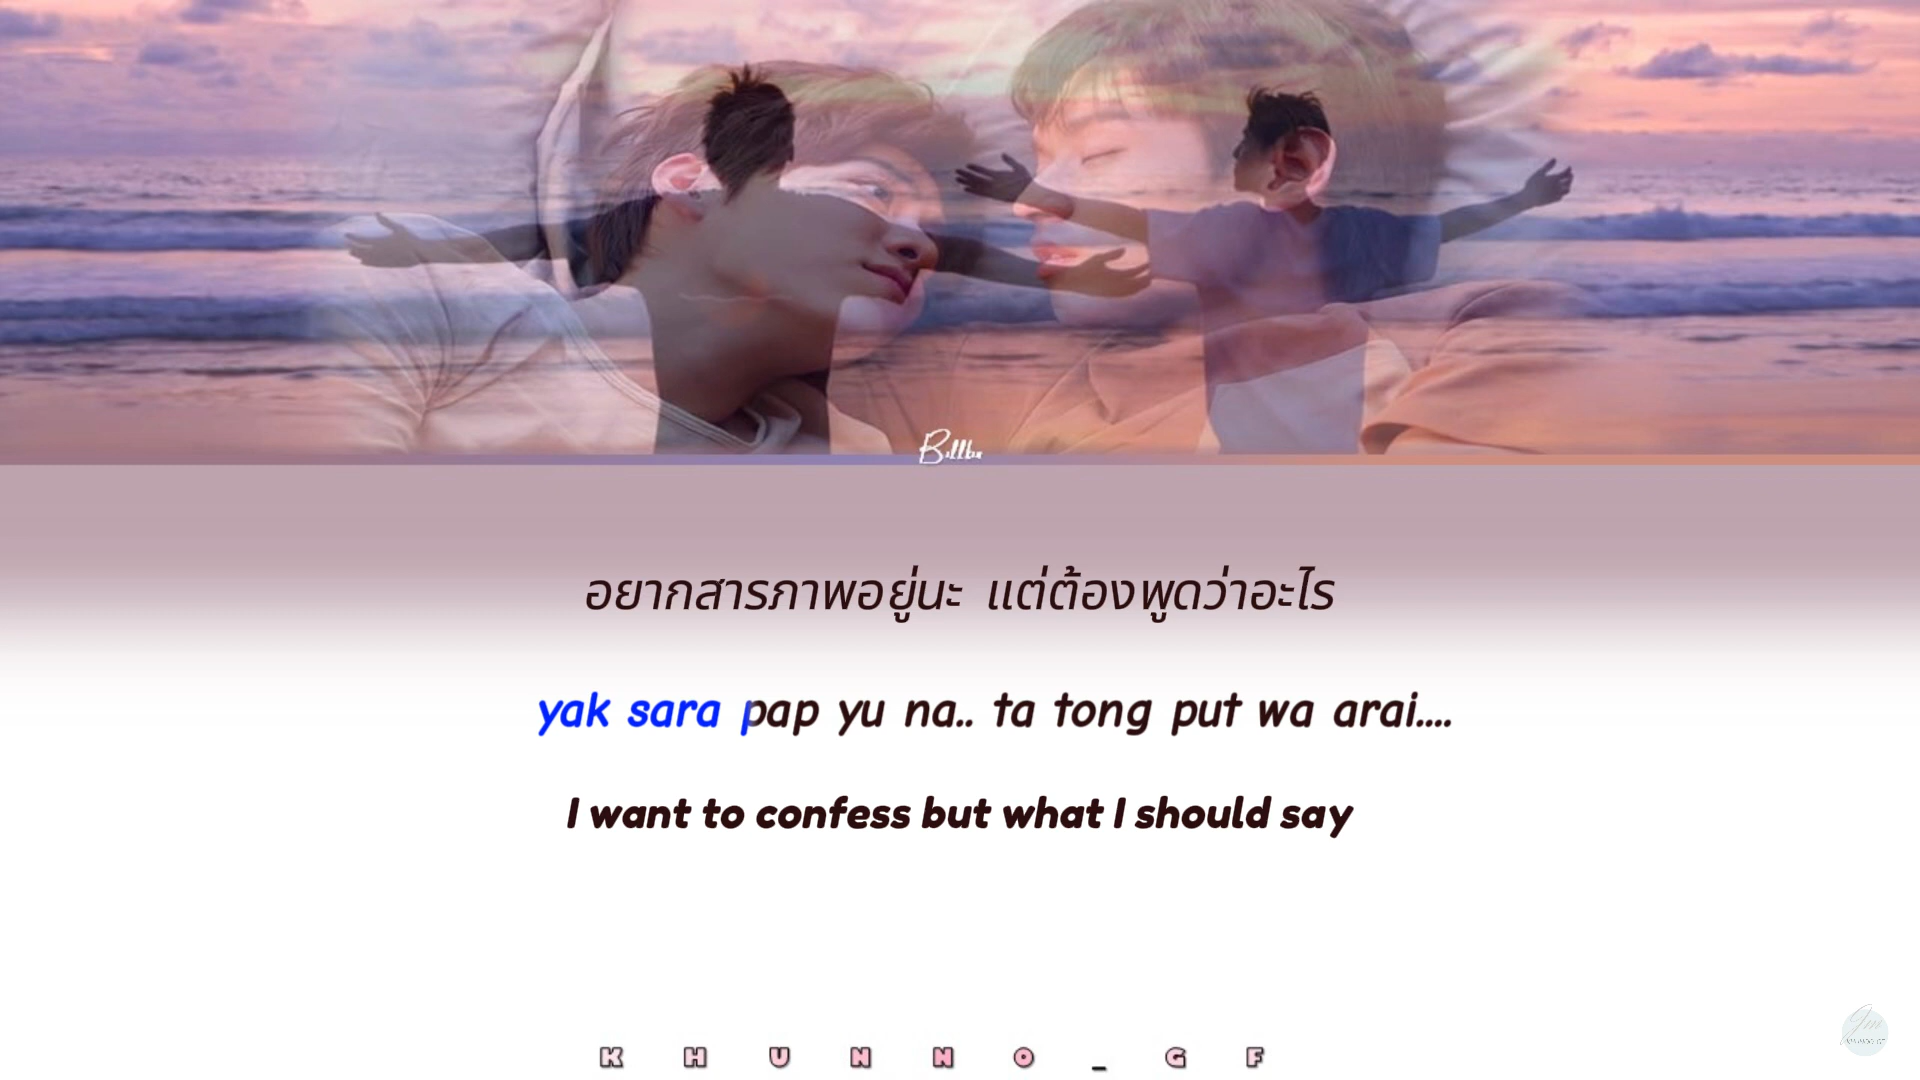 Billkin
อยากสารภาพอยู่นะ แต่ต้องพูดว่าอะไร
yak sara pap yu na.. ta tong put wa arai....
I want to confess but what I should say
KHUNNO_GF